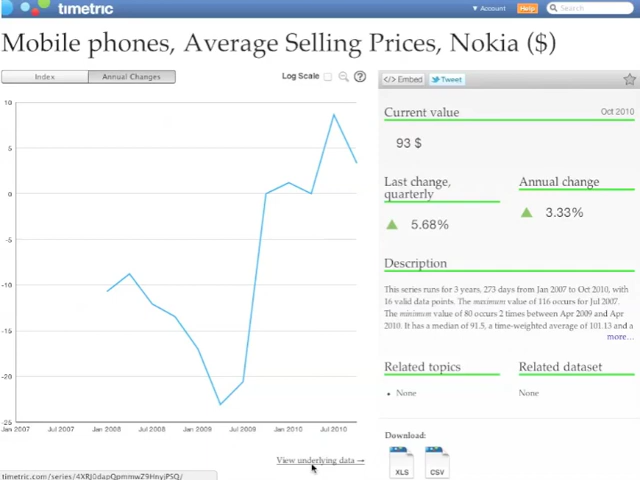 timetric
▼ Account
Help
Search
Mobile phones, Average Selling Prices, Nokia ($)
Index
Annual Changes
Log Scale
?
</> Embed
Tweet
10
5
0
-5
-10
-15
-20
-25
Jan 2007
Jul 2007
Jan 2008
Jul 2008
Jan 2009
Jul 2009
Jan 2010
Jul 2010
View underlying data →
timetric.com/series/4XRJ0dapQpmmwZ9HnyjPSQ/
Current value
Oct 2010
93 $
Last change,
quarterly
Annual change
5.68%
3.33%
Description
This series runs for 3 years, 273 days from Jan 2007 to Oct 2010, with
16 valid data points. The maximum value of 116 occurs for Jul 2007.
The minimum value of 80 occurs 2 times between Apr 2009 and Apr
2010. It has a median of 91.5, a time-weighted average of 101.13 and a
more...
Related topics
Related dataset
• None
None
Download:
XLS
CSV